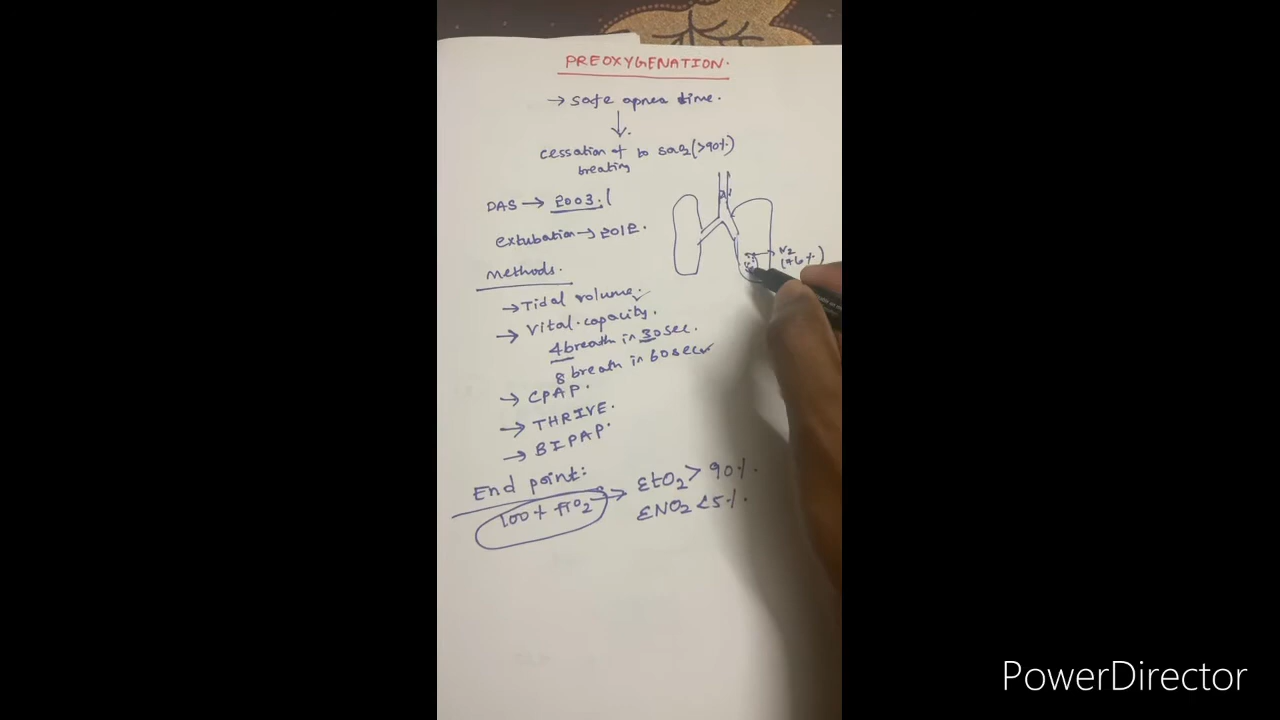 PREOXYGENATION.
→ safe apnea time.
cessation of to SaO2 (>90%)
breating
DAS → 2003.
extubation → 2012.
methods.
→ Tidal volume. ✓
→ Vital capacity.
4 breath in 30 sec.
8 breath in 60 sec ✓
→ CPAP.
→ THRIVE.
→ BIPAP.
N2
End point:
100% fiO2 → EtO2 > 90%.
ENO2 <5%.
PowerDirector